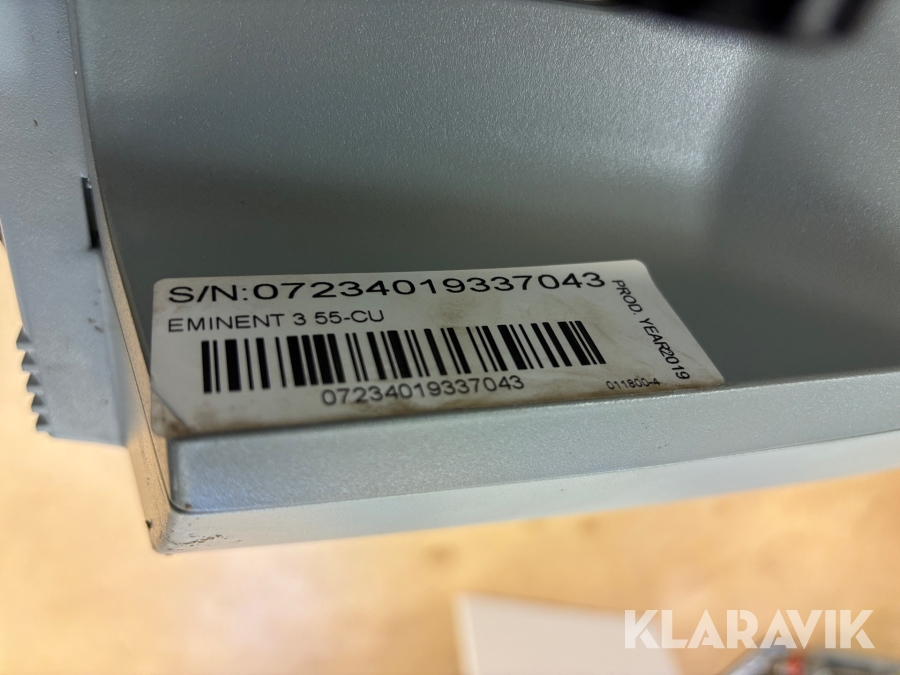 S/N:07234019337043
EMINENT 3 55-CU
07234019337043
011800-4
PROD. YEAR2019
KLARAVIK